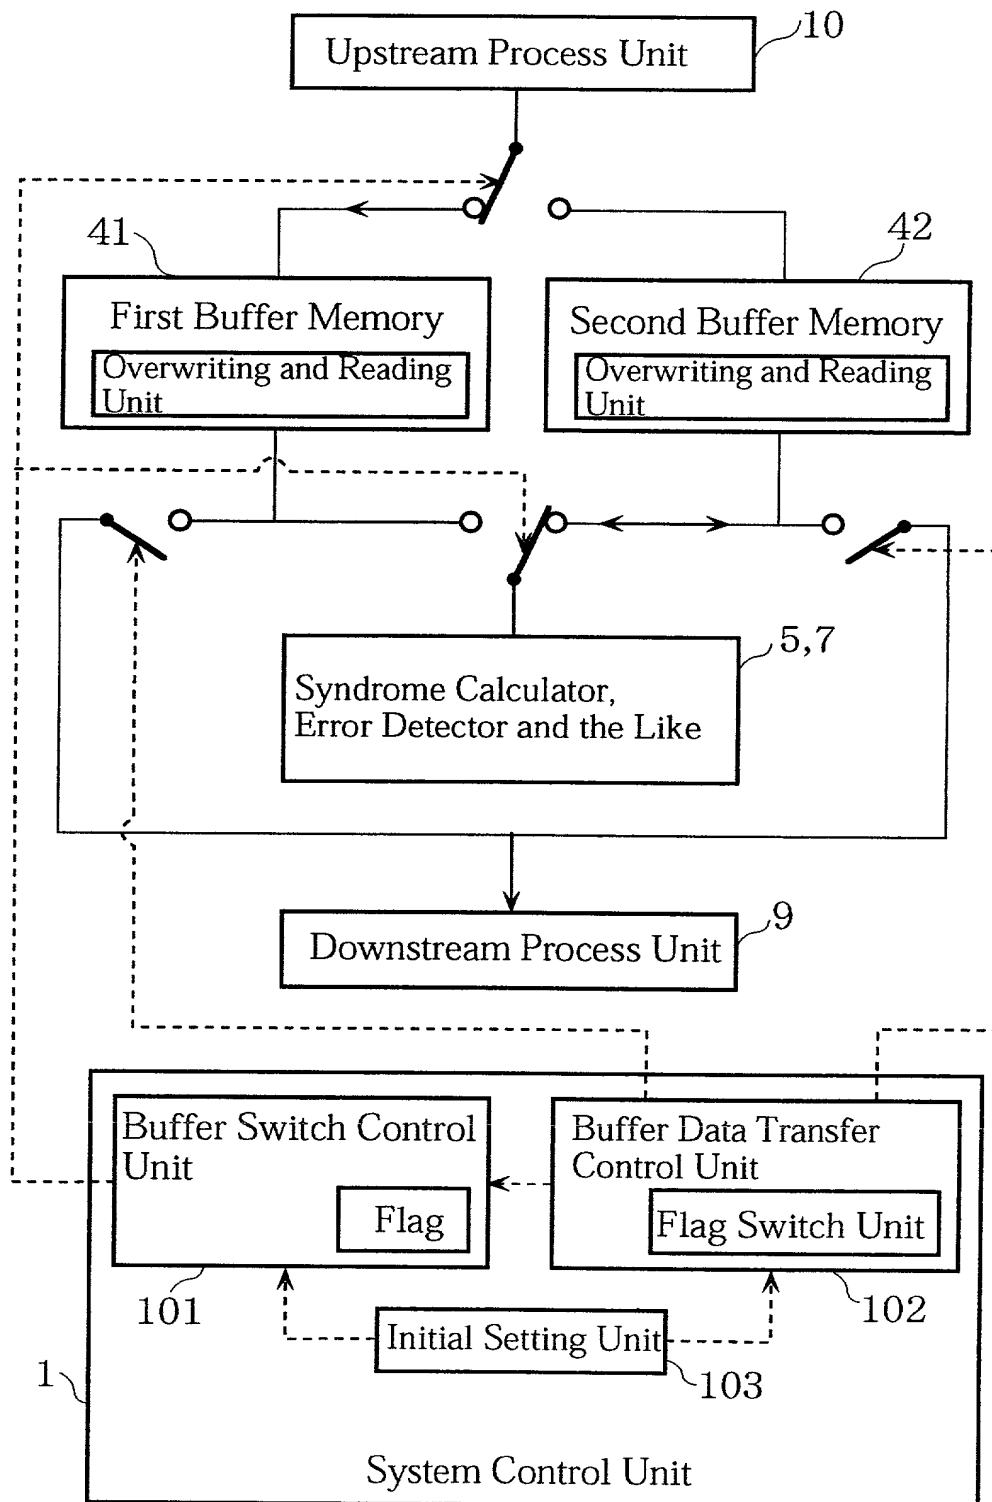 10
Upstream Process Unit
41
42
First Buffer Memory
Overwriting and Reading
Unit
Second Buffer Memory
Overwriting and Reading
Unit
5,7
Syndrome Calculator,
Error Detector and the Like
9
Downstream Process Unit
Buffer Switch Control
Unit
Flag
Buffer Data Transfer
Control Unit
Flag Switch Unit
101
102
Initial Setting Unit
103
1
System Control Unit